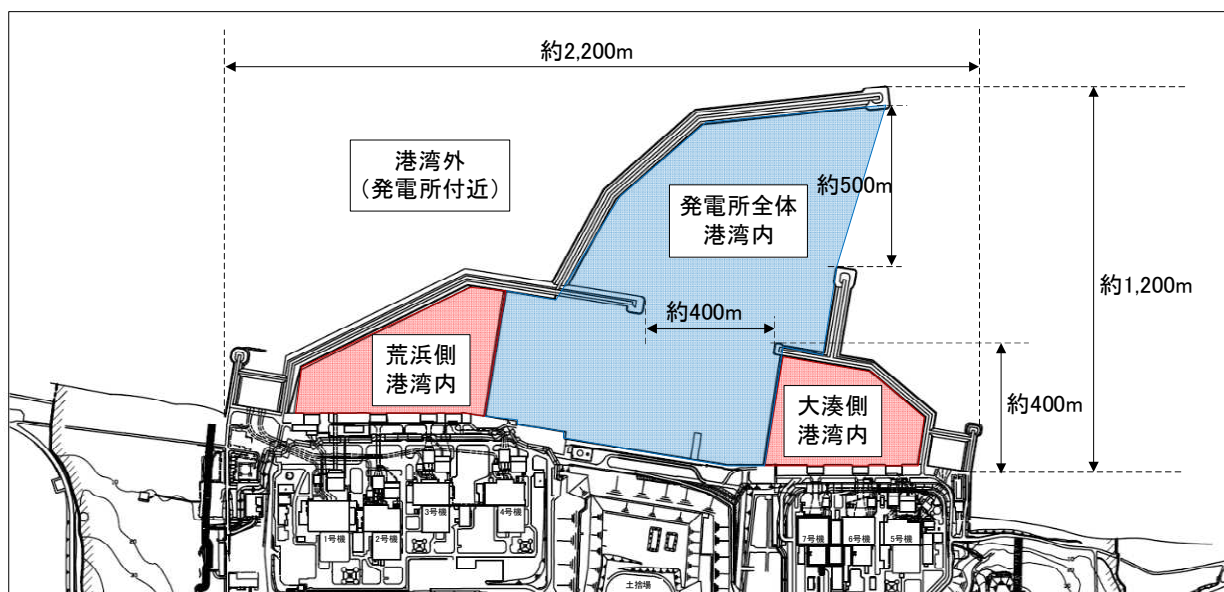 約2,200m
港湾外
（発電所付近）
発電所全体
港湾内
約500m
約1,200m
約400m
荒浜側
港湾内
大湊側
港湾内
約400m
1号機
2号機
3号機
4号機
7号機
6号機
5号機
土捨場